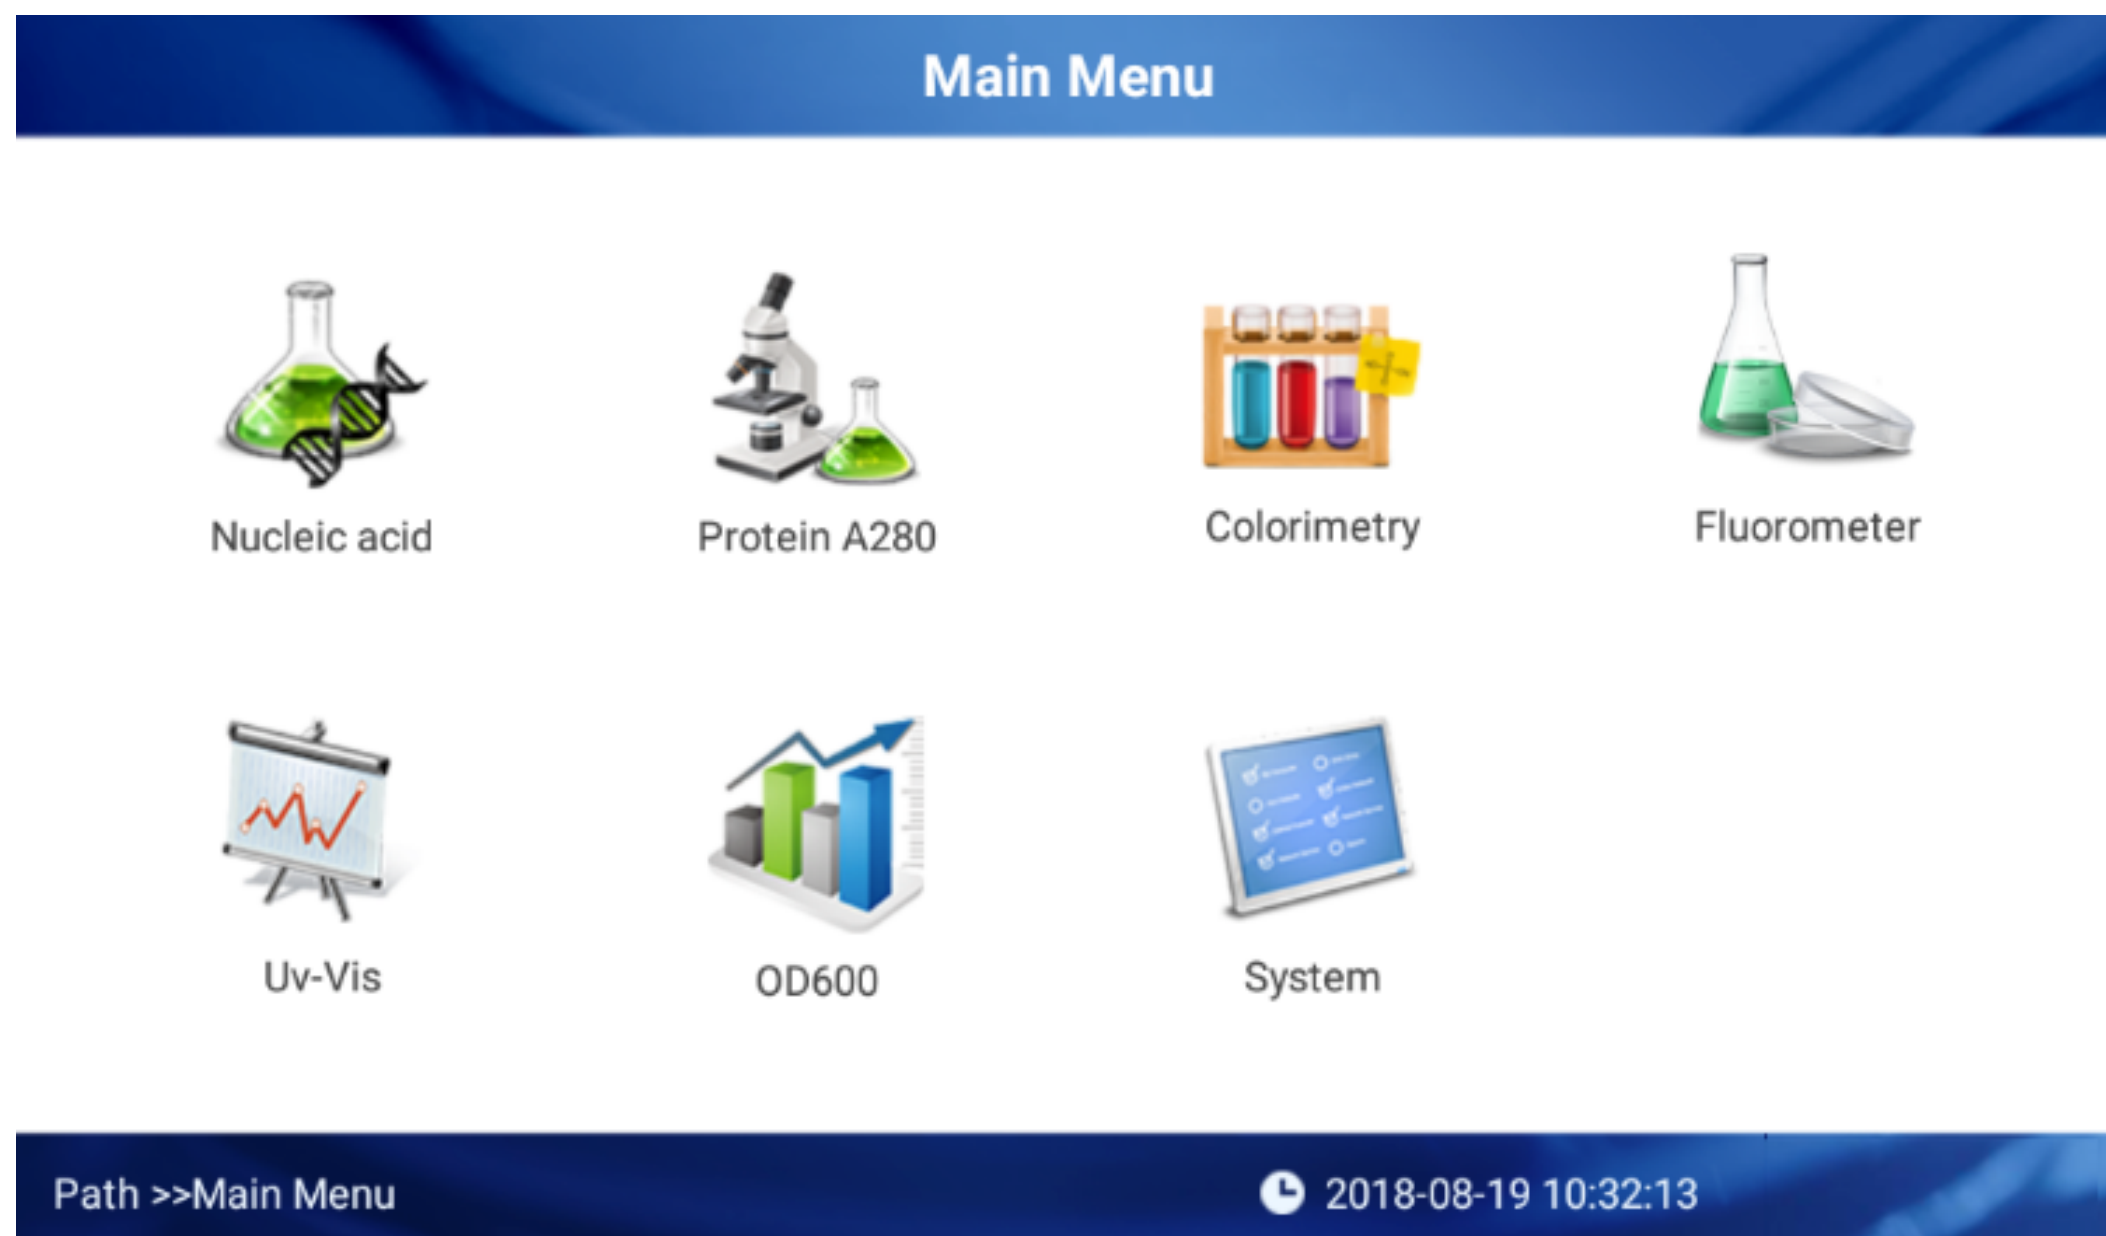 Main Menu
Nucleic acid
Protein A280
Colorimetry
Fluorometer
Uv-Vis
OD600
System
Path >>Main Menu
2018-08-19 10:32:13